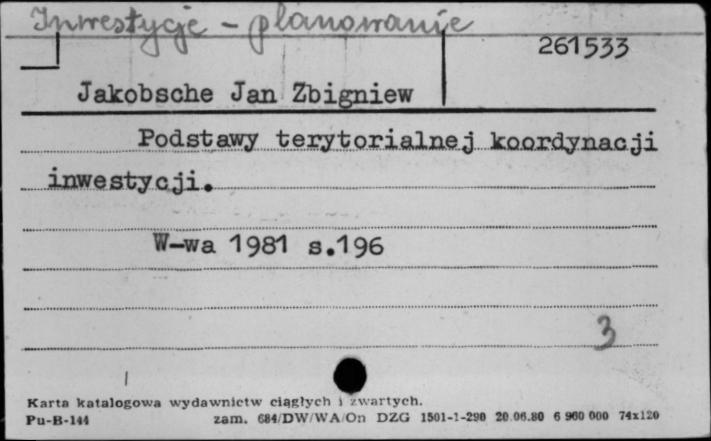 Inwestycje - planowanie
261533
Jakobsche Jan Zbigniew
Podstawy terytorialnej koordynacji
inwestycji.
W-wa 1981 s.196
3
Karta katalogowa wydawnictw ciągłych i zwartych.
Pu-B-144 zam. 684/DW/WA/On DZG 1501-1-290 20.06.80 6 960 000 74x120